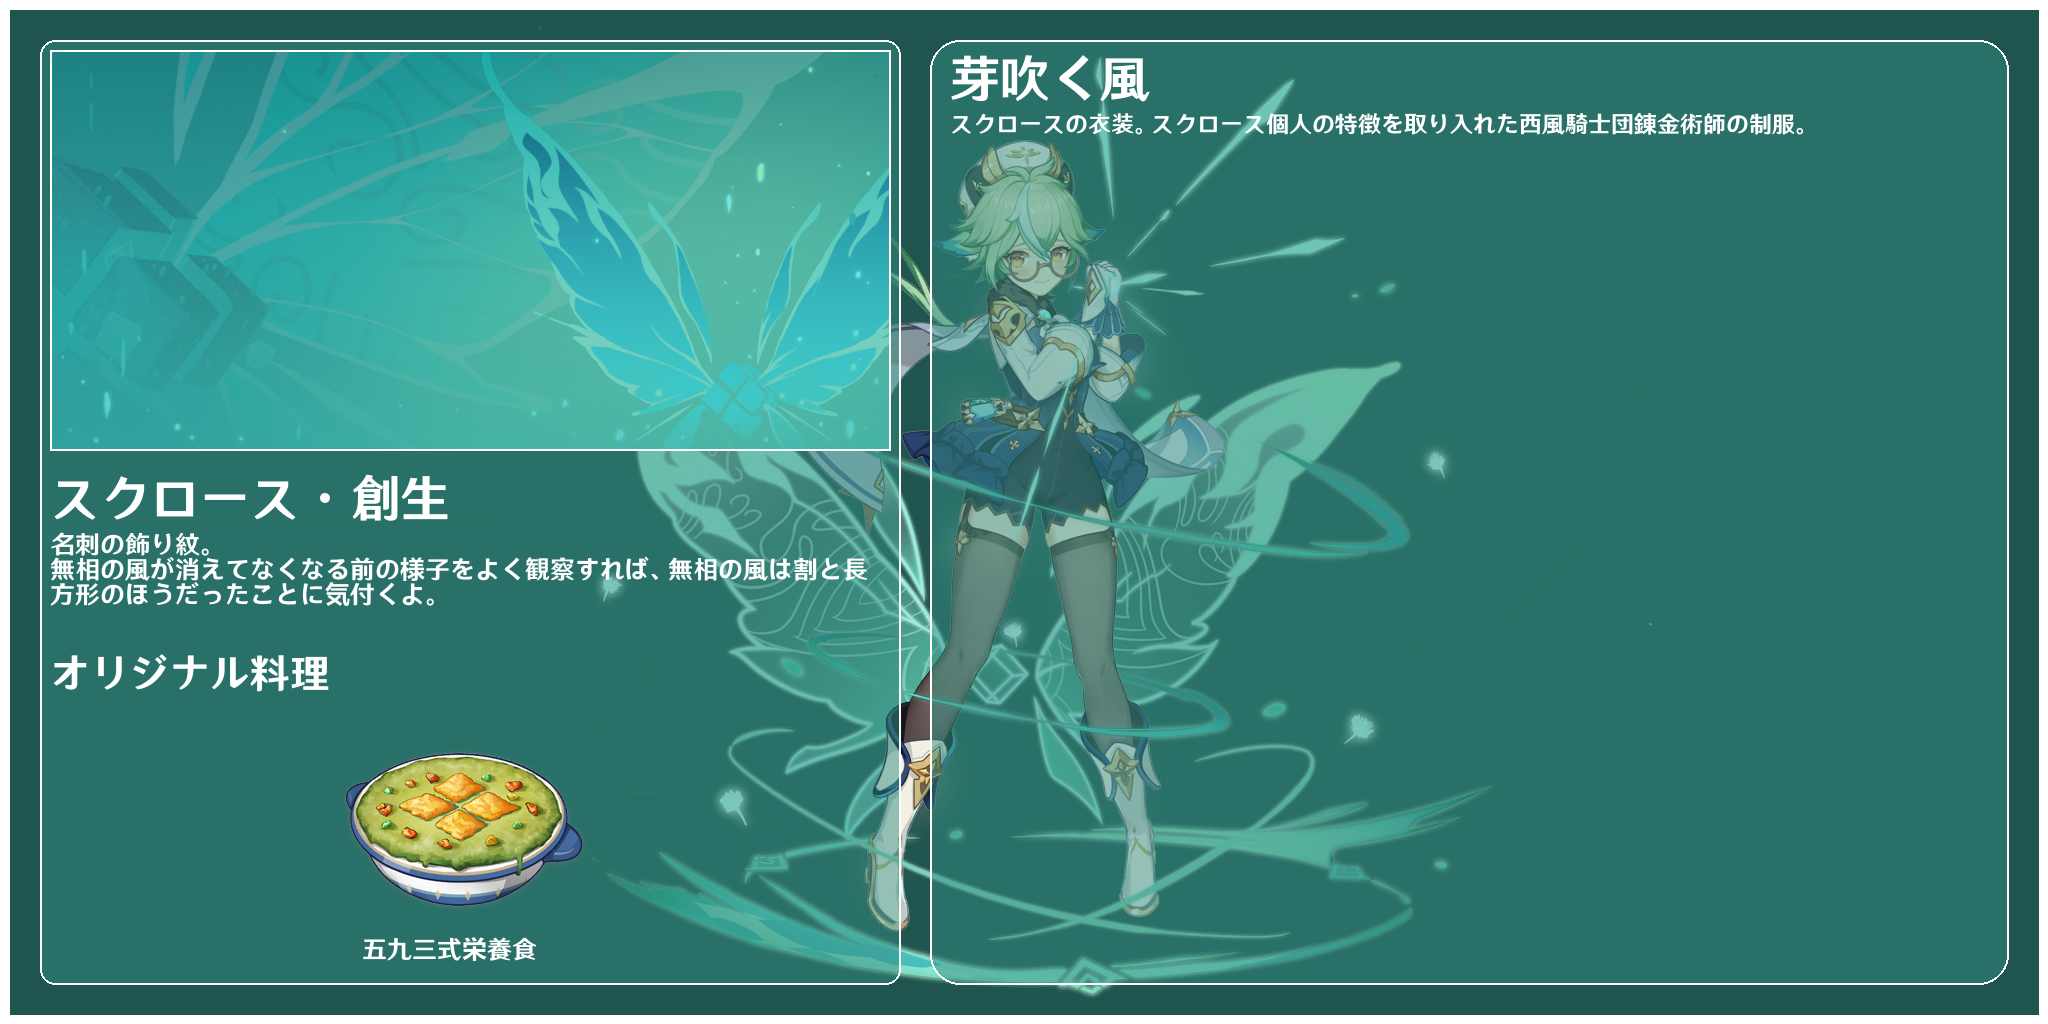 スクロース・創生
名刺の飾り紋。
無相の風が消えてなくなる前の様子をよく観察すれば、無相の風は割と長
方形のほうだったことに気付くよ。
オリジナル料理
五九三式栄養食
芽吹く風
スクロースの衣装。スクロース個人の特徴を取り入れた西風騎士団錬金術師の制服。